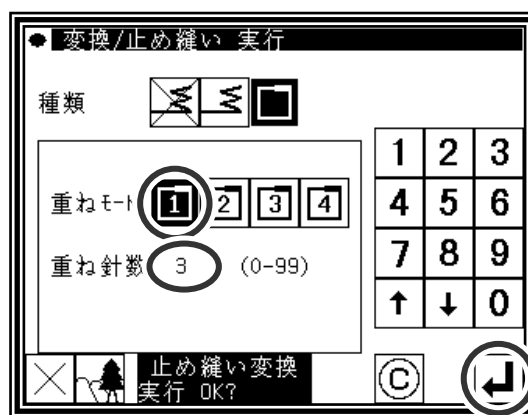 変換/止め縫い 実行
種類
1 2 3
重ねモード 1 2 3 4
4 5 6
重ね針数 3 (0-99)
7 8 9
↑ ↓ 0
止め縫い変換
実行 OK?
C